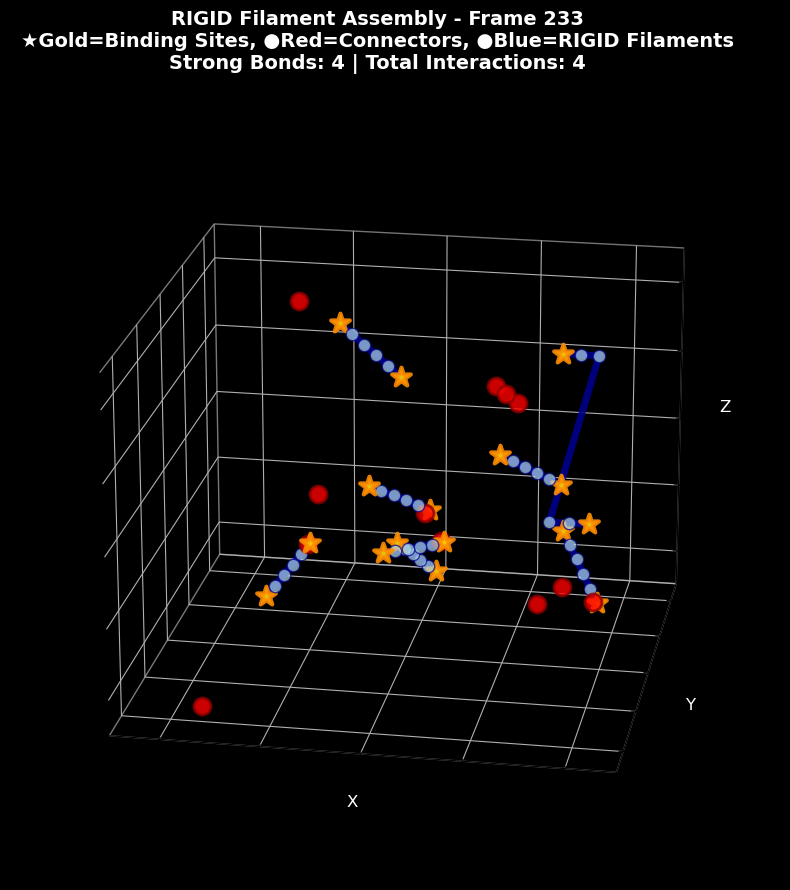 RIGID Filament Assembly - Frame 233
★Gold=Binding Sites, ●Red=Connectors, ●Blue=RIGID Filaments
Strong Bonds: 4 | Total Interactions: 4
Z
Y
X